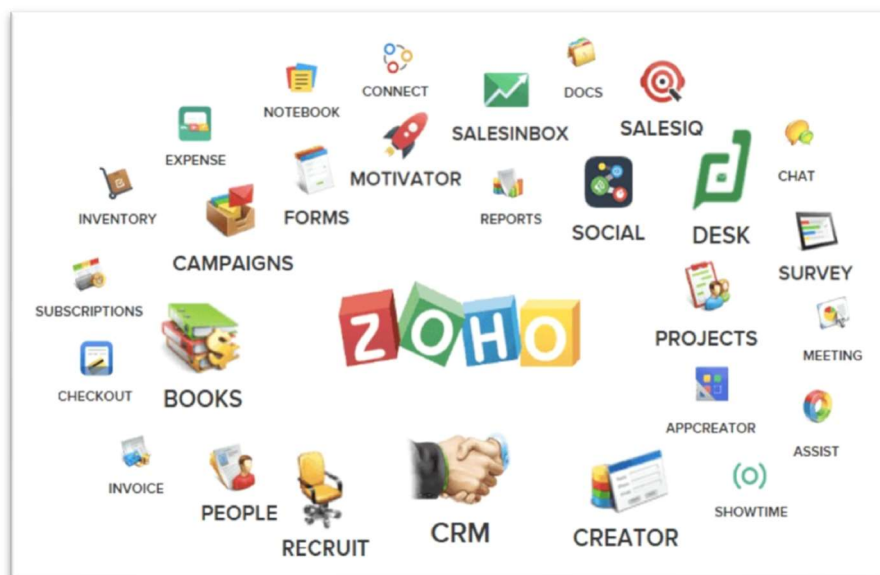 CONNECT
DOCS
NOTEBOOK
SALESINBOX
SALESIQ
EXPENSE
MOTIVATOR
CHAT
INVENTORY
FORMS
REPORTS
SOCIAL
DESK
CAMPAIGNS
SURVEY
SUBSCRIPTIONS
ZOHO
PROJECTS
MEETING
CHECKOUT
BOOKS
APPCREATOR
ASSIST
INVOICE
PEOPLE
SHOWTIME
RECRUIT
CRM
CREATOR